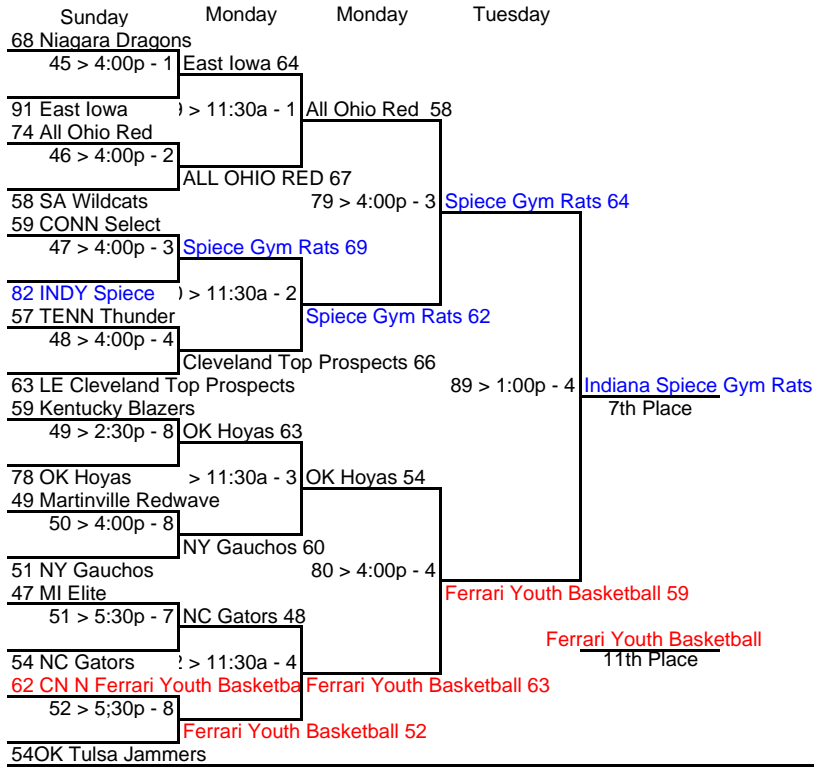 Sunday Monday Monday Tuesday
68 Niagara Dragons
45 > 4:00p - 1 East Iowa 64
91 East Iowa > 11:30a - 1 All Ohio Red 58
74 All Ohio Red
46 > 4:00p - 2
ALL OHIO RED 67
58 SA Wildcats 79 > 4:00p - 3 Spiece Gym Rats 64
59 CONN Select
47 > 4:00p - 3 Spiece Gym Rats 69
82 INDY Spiece > 11:30a - 2
57 TENN Thunder Spiece Gym Rats 62
48 > 4:00p - 4
Cleveland Top Prospects 66
63 LE Cleveland Top Prospects 89 > 1:00p - 4 Indiana Spiece Gym Rats
59 Kentucky Blazers 7th Place
49 > 2:30p - 8 OK Hoyas 63
78 OK Hoyas > 11:30a - 3 OK Hoyas 54
49 Martinville Redwave
50 > 4:00p - 8
NY Gauchos 60
51 NY Gauchos 80 > 4:00p - 4
47 MI Elite Ferrari Youth Basketball 59
51 > 5:30p - 7 NC Gators 48
Ferrari Youth Basketball
54 NC Gators > 11:30a - 4 11th Place
62 CN N Ferrari Youth Basketba Ferrari Youth Basketball 63
52 > 5;30p - 8
Ferrari Youth Basketball 52
54OK Tulsa Jammers